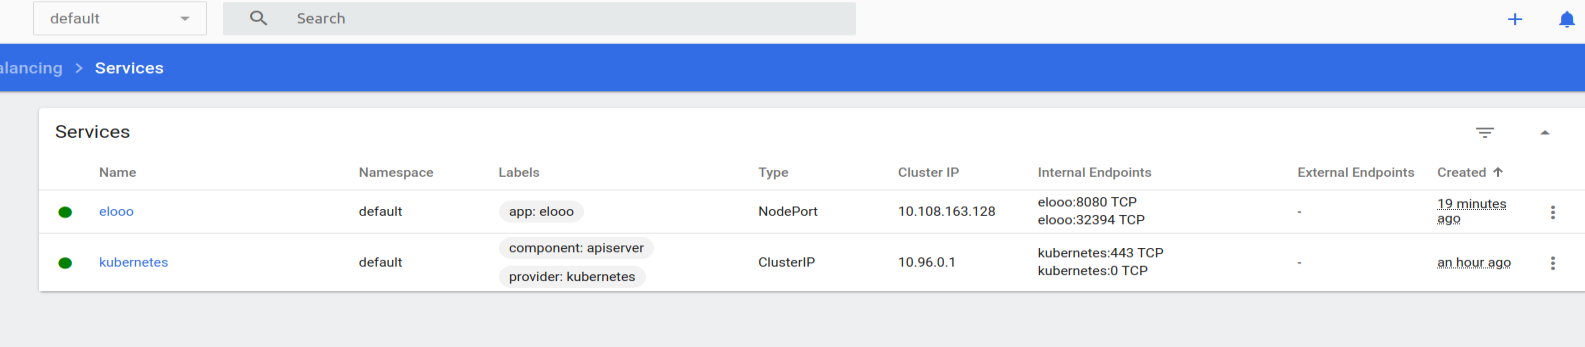 default
Search
alancing > Services
Services
Name Namespace Labels Type Cluster IP Internal Endpoints External Endpoints Created
elooo default app: elooo NodePort 10.108.163.128 elooo:8080 TCP - 19 minutes
elooo:32394 TCP ago
kubernetes default component: apiserver ClusterIP 10.96.0.1 kubernetes:443 TCP - an hour ago
provider: kubernetes kubernetes:0 TCP